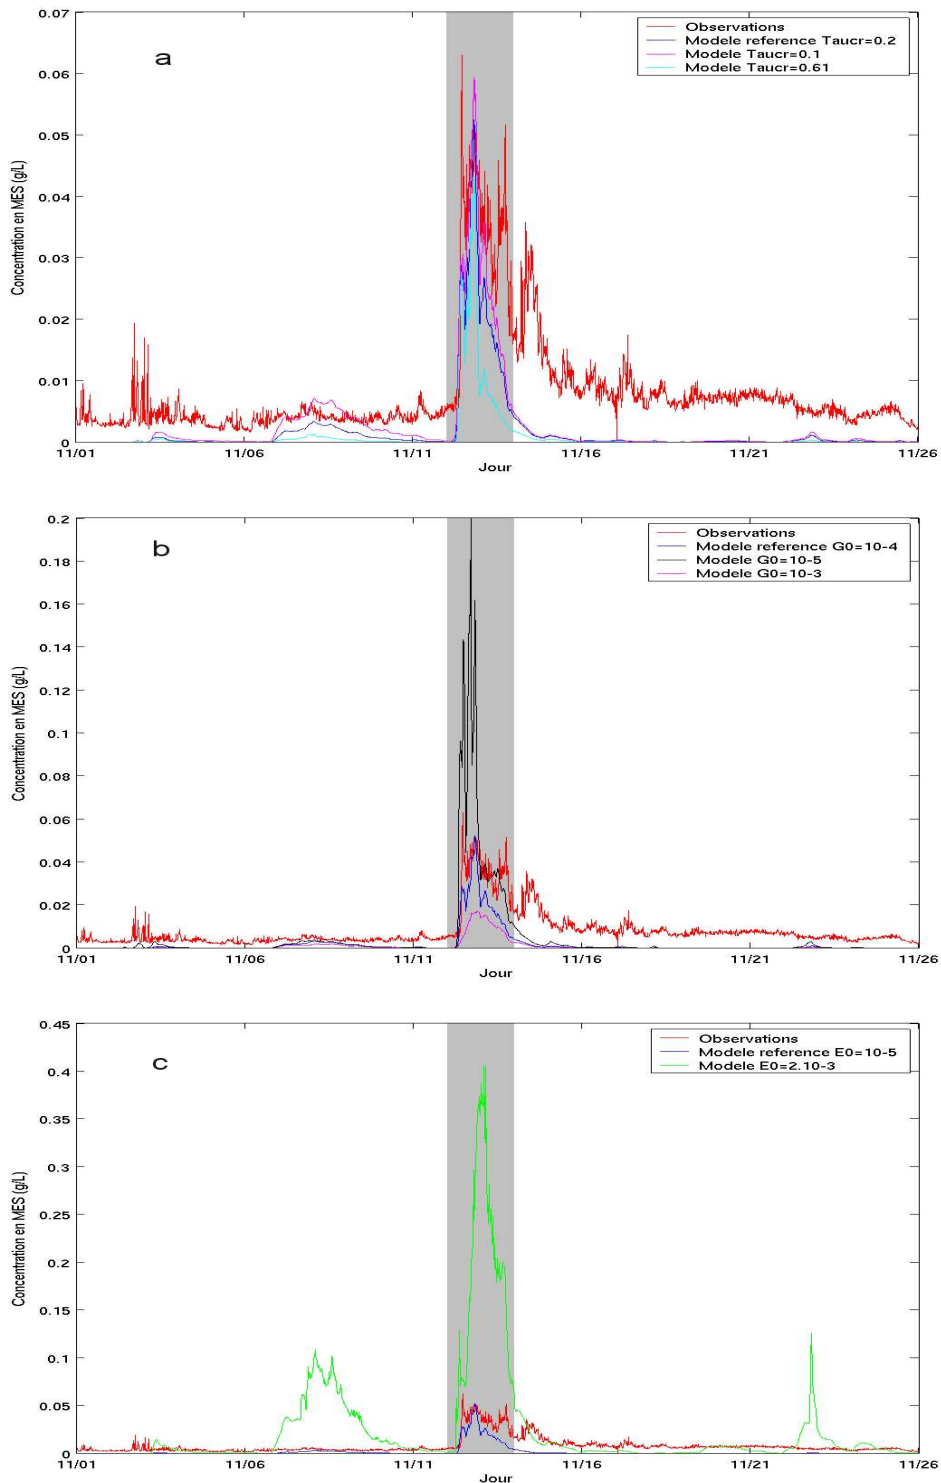 0.07
a
Observations
Modele reference Taucr=0.2
Modele Taucr=0.1
Modele Taucr=0.61
0.06
0.05
0.04
0.03
0.02
0.01
0
Concentration en MES (g/L)
11/01
11/06
11/11
11/16
11/21
11/26
Jour
0.2
b
Observations
Modele reference G0=10-4
Modele G0=10-5
Modele G0=10-3
0.18
0.16
0.14
0.12
0.1
0.08
0.06
0.04
0.02
0
Concentration en MES (g/L)
11/01
11/06
11/11
11/16
11/21
11/26
Jour
0.45
c
Observations
Modele reference E0=10-5
Modele E0=2.10-3
0.4
0.35
0.3
0.25
0.2
0.15
0.1
0.05
0
Concentration en MES (g/L)
11/01
11/06
11/11
11/16
11/21
11/26
Jour